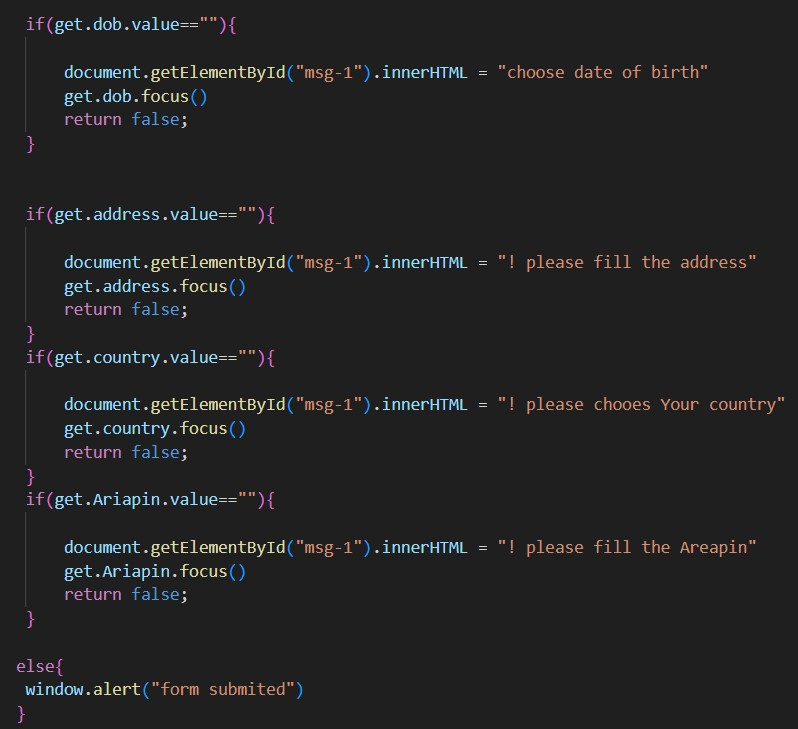 if(get.dob.value==""){
document.getElementById("msg-1").innerHTML = "choose date of birth"
get.dob.focus()
return false;
}
if(get.address.value==""){
document.getElementById("msg-1").innerHTML = "! please fill the address"
get.address.focus()
return false;
}
if(get.country.value==""){
document.getElementById("msg-1").innerHTML = "! please chooes Your country"
get.country.focus()
return false;
}
if(get.Ariapin.value==""){
document.getElementById("msg-1").innerHTML = "! please fill the Areapin"
get.Ariapin.focus()
return false;
}
else{
window.alert("form submited")
}